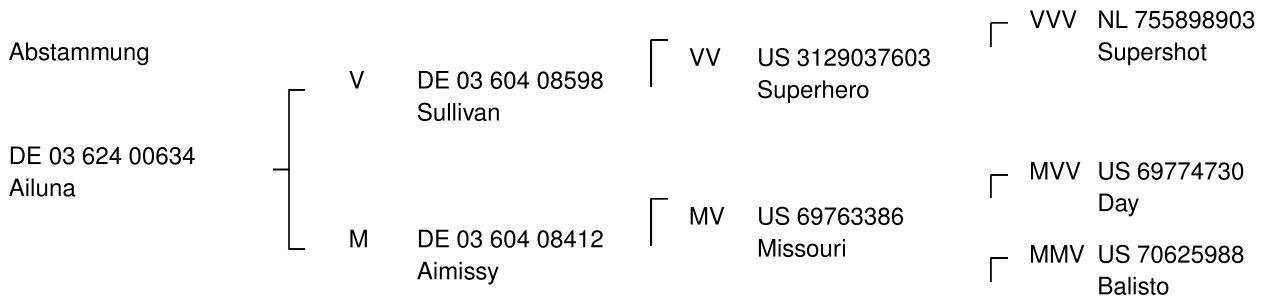 Abstammung
DE 03 624 00634
Ailuna
V DE 03 604 08598
Sullivan
M DE 03 604 08412
Aimissy
VV US 3129037603
Superhero
MV US 69763386
Missouri
VVV NL 755898903
Supershot
MVV US 69774730
Day
MMV US 70625988
Balisto